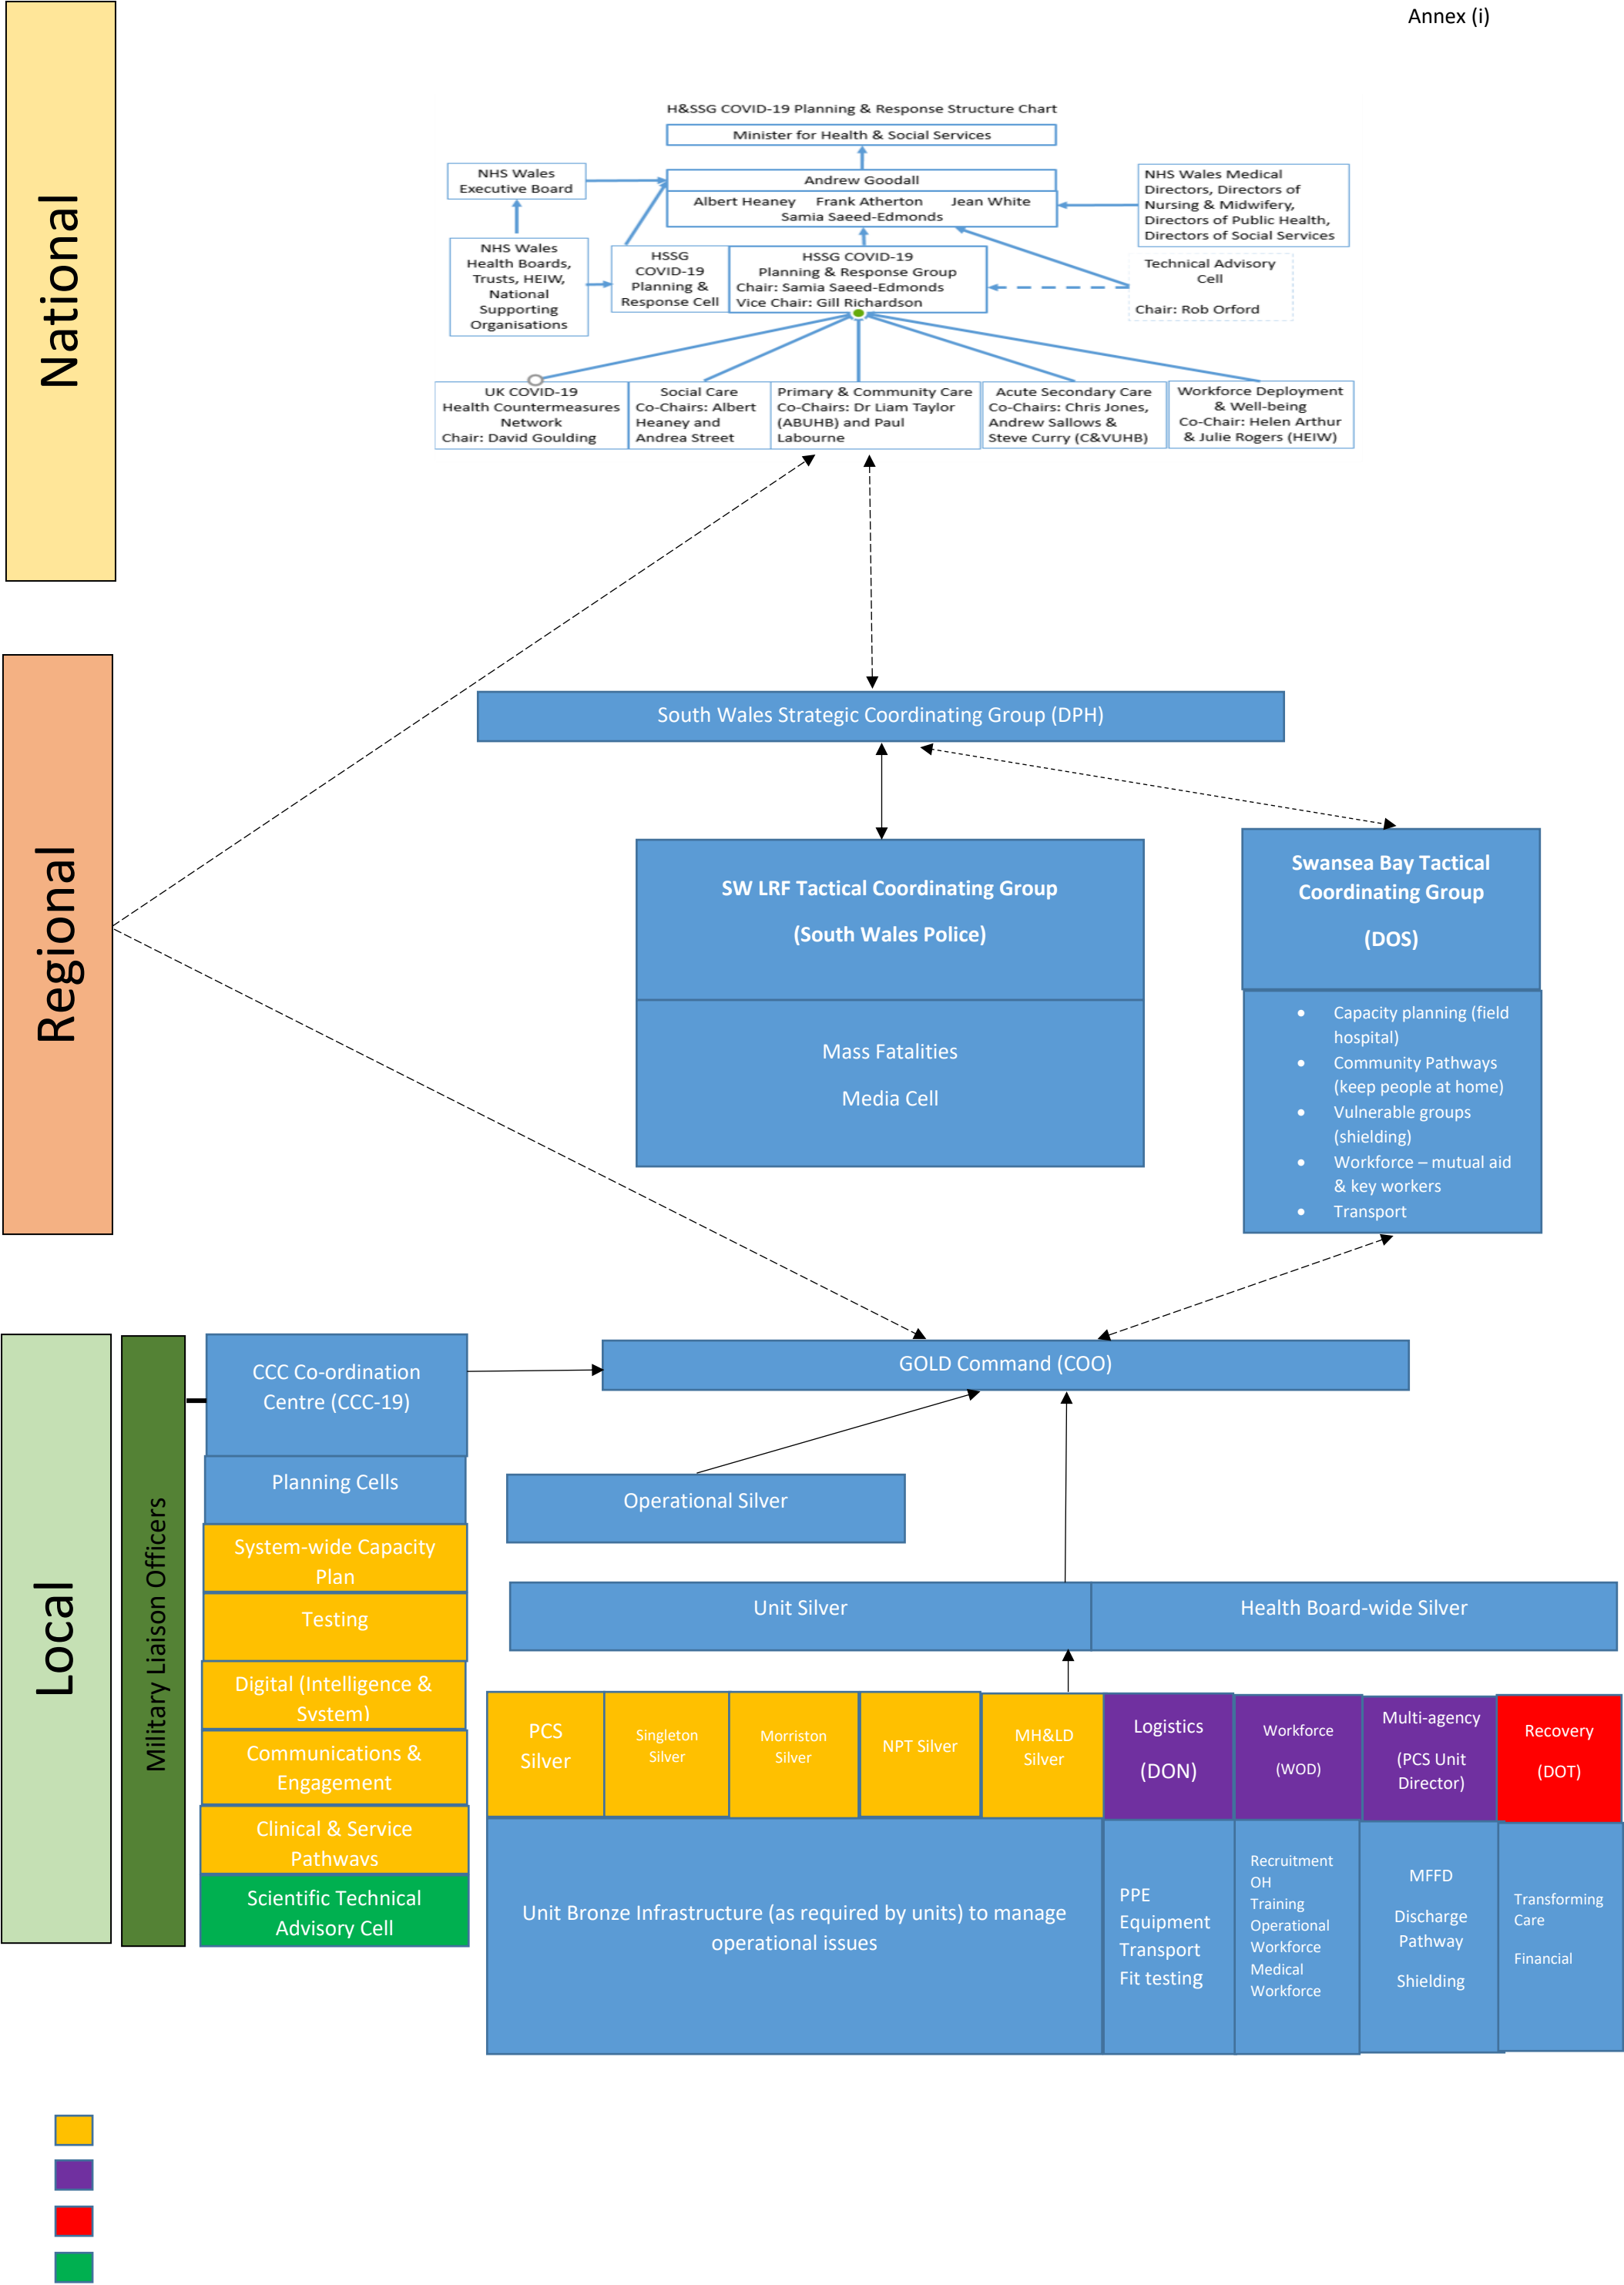 Annex (i)
National
H&SSG COVID-19 Planning & Response Structure Chart
Minister for Health & Social Services
NHS Wales
Executive Board
Andrew Goodall
Albert Heaney Frank Atherton Jean White
Samia Saeed-Edmonds
NHS Wales Medical
Directors, Directors of
Nursing & Midwifery,
Directors of Public Health,
Directors of Social Services
NHS Wales
Health Boards,
Trusts, HEIW,
National
Supporting
Organisations
HSSG
COVID-19
Planning &
Response Cell
HSSG COVID-19
Planning & Response Group
Chair: Samia Saeed-Edmonds
Vice Chair: Gill Richardson
Technical Advisory
Cell
Chair: Rob Orford
UK COVID-19
Health Countermeasures
Network
Chair: David Goulding
Social Care
Co-Chairs: Albert
Heaney and
Andrea Street
Primary & Community Care
Co-Chairs: Dr Liam Taylor
(ABUHB) and Paul
Labourne
Acute Secondary Care
Co-Chairs: Chris Jones,
Andrew Sallows &
Steve Curry (C&VUHB)
Workforce Deployment
& Well-being
Co-Chair: Helen Arthur
& Julie Rogers (HEIW)
Regional
South Wales Strategic Coordinating Group (DPH)
SW LRF Tactical Coordinating Group
(South Wales Police)
Mass Fatalities
Media Cell
Swansea Bay Tactical
Coordinating Group
(DOS)
• Capacity planning (field
hospital)
• Community Pathways
(keep people at home)
• Vulnerable groups
(shielding)
• Workforce – mutual aid
& key workers
• Transport
Local
Military Liaison Officers
CCC Co-ordination
Centre (CCC-19)
Planning Cells
System-wide Capacity
Plan
Testing
Digital (Intelligence &
System)
Communications &
Engagement
Clinical & Service
Pathways
Scientific Technical
Advisory Cell
GOLD Command (COO)
Operational Silver
Unit Silver
Health Board-wide Silver
PCS
Silver
Singleton
Silver
Morriston
Silver
NPT Silver
MH&LD
Silver
Logistics
(DON)
Workforce
(WOD)
Multi-agency
(PCS Unit
Director)
Recovery
(DOT)
Unit Bronze Infrastructure (as required by units) to manage
operational issues
PPE
Equipment
Transport
Fit testing
Recruitment
OH
Training
Operational
Workforce
Medical
Workforce
MFFD
Discharge
Pathway
Shielding
Transforming
Care
Financial